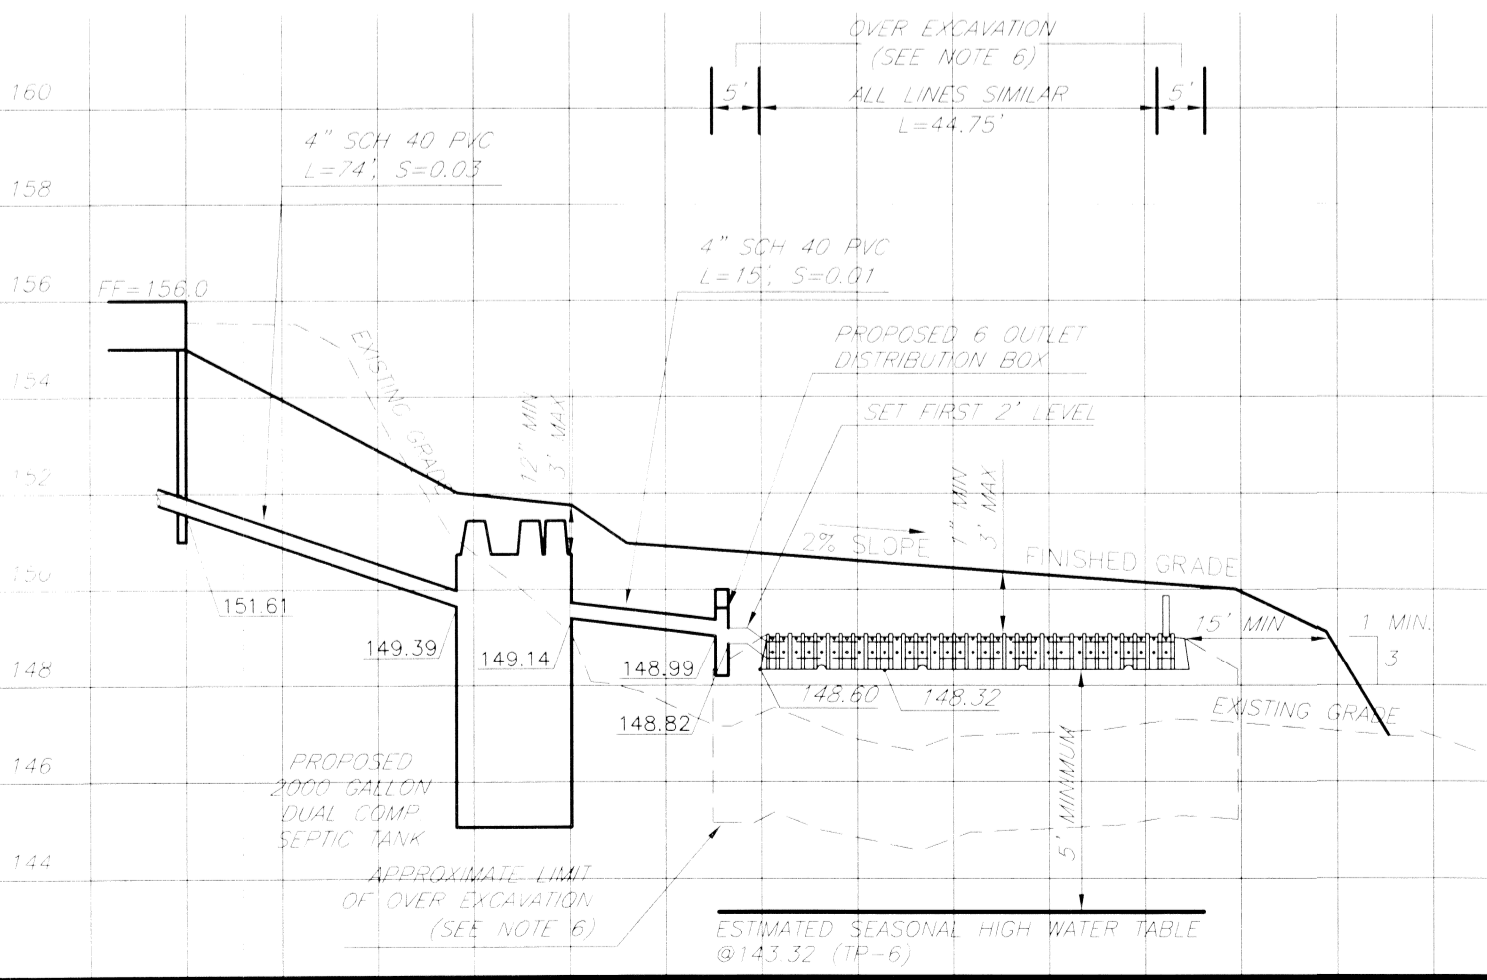 OVER EXCAVATION
(SEE NOTE 6)
5'
ALL LINES SIMILAR
L=44.75'
5'
160
4" SCH 40 PVC
L=74', S=0.03
158
4" SCH 40 PVC
L=15', S=0.01
156
FF=156.0
EXISTING GRADE
PROPOSED 6 OUTLET
DISTRIBUTION BOX
154
12" MIN
3' MAX
SET FIRST 2' LEVEL
152
1" MIN
3' MAX
2% SLOPE
FINISHED GRADE
150
151.61
149.39
149.14
148.99
148.82
15' MIN
1 MIN.
3
148
148.60
148.32
EXISTING GRADE
146
PROPOSED
2000 GALLON
DUAL COMP
SEPTIC TANK
5' MINIMUM
144
APPROXIMATE LIMIT
OF OVER EXCAVATION
(SEE NOTE 6)
ESTIMATED SEASONAL HIGH WATER TABLE
@143.32 (TP-6)